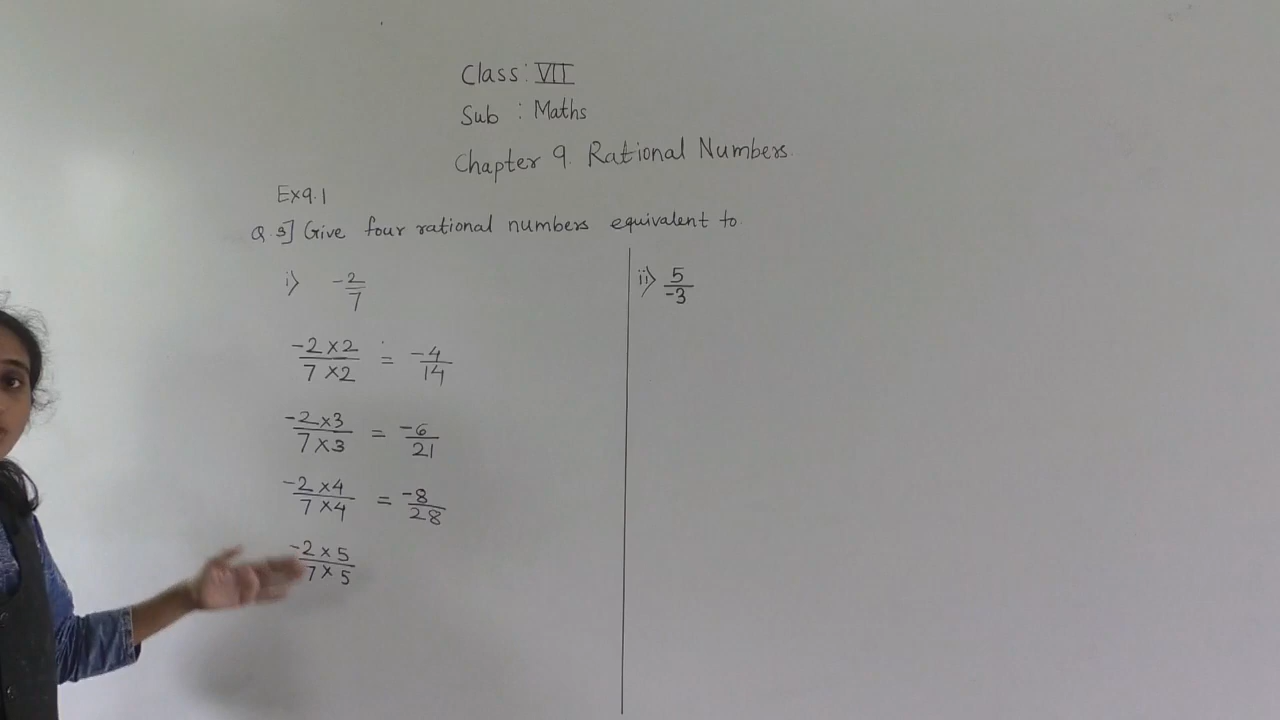 Class: VII
Sub : Maths
Chapter 9. Rational Numbers.
Ex9.1
Q.3] Give four rational numbers equivalent to.
i) -2/7
-2×2/7×2 = -4/14
-2×3/7×3 = -6/21
-2×4/7×4 = -8/28
-2×5/7×5
ii) 5/-3